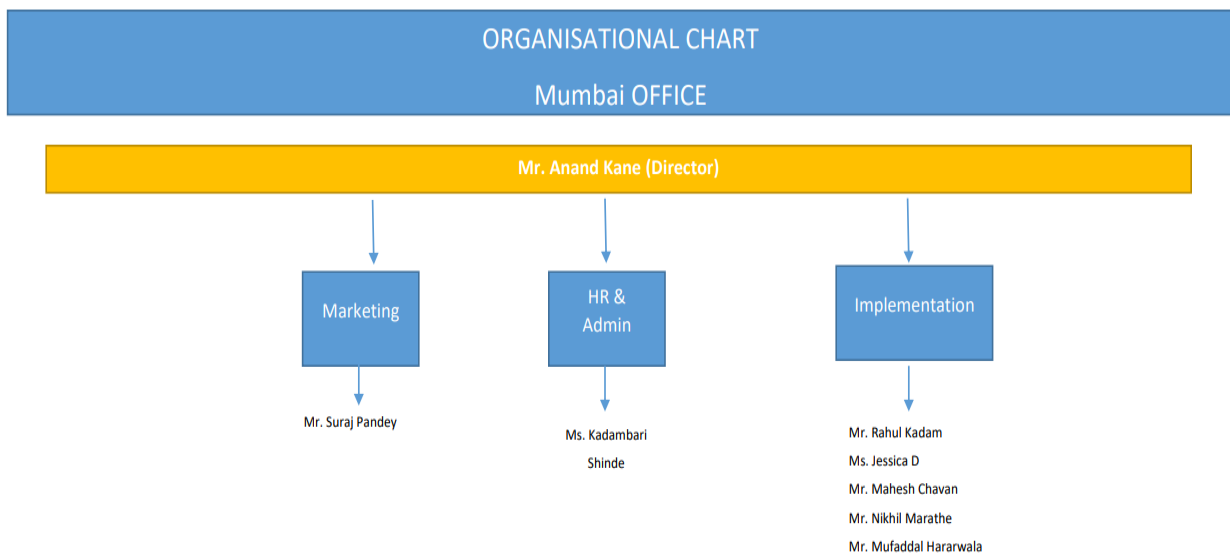 ORGANISATIONAL CHART
Mumbai OFFICE
Mr. Anand Kane (Director)
Marketing
HR &
Admin
Implementation
Mr. Suraj Pandey
Ms. Kadambari
Shinde
Mr. Rahul Kadam
Ms. Jessica D
Mr. Mahesh Chavan
Mr. Nikhil Marathe
Mr. Mufaddal Hararwala